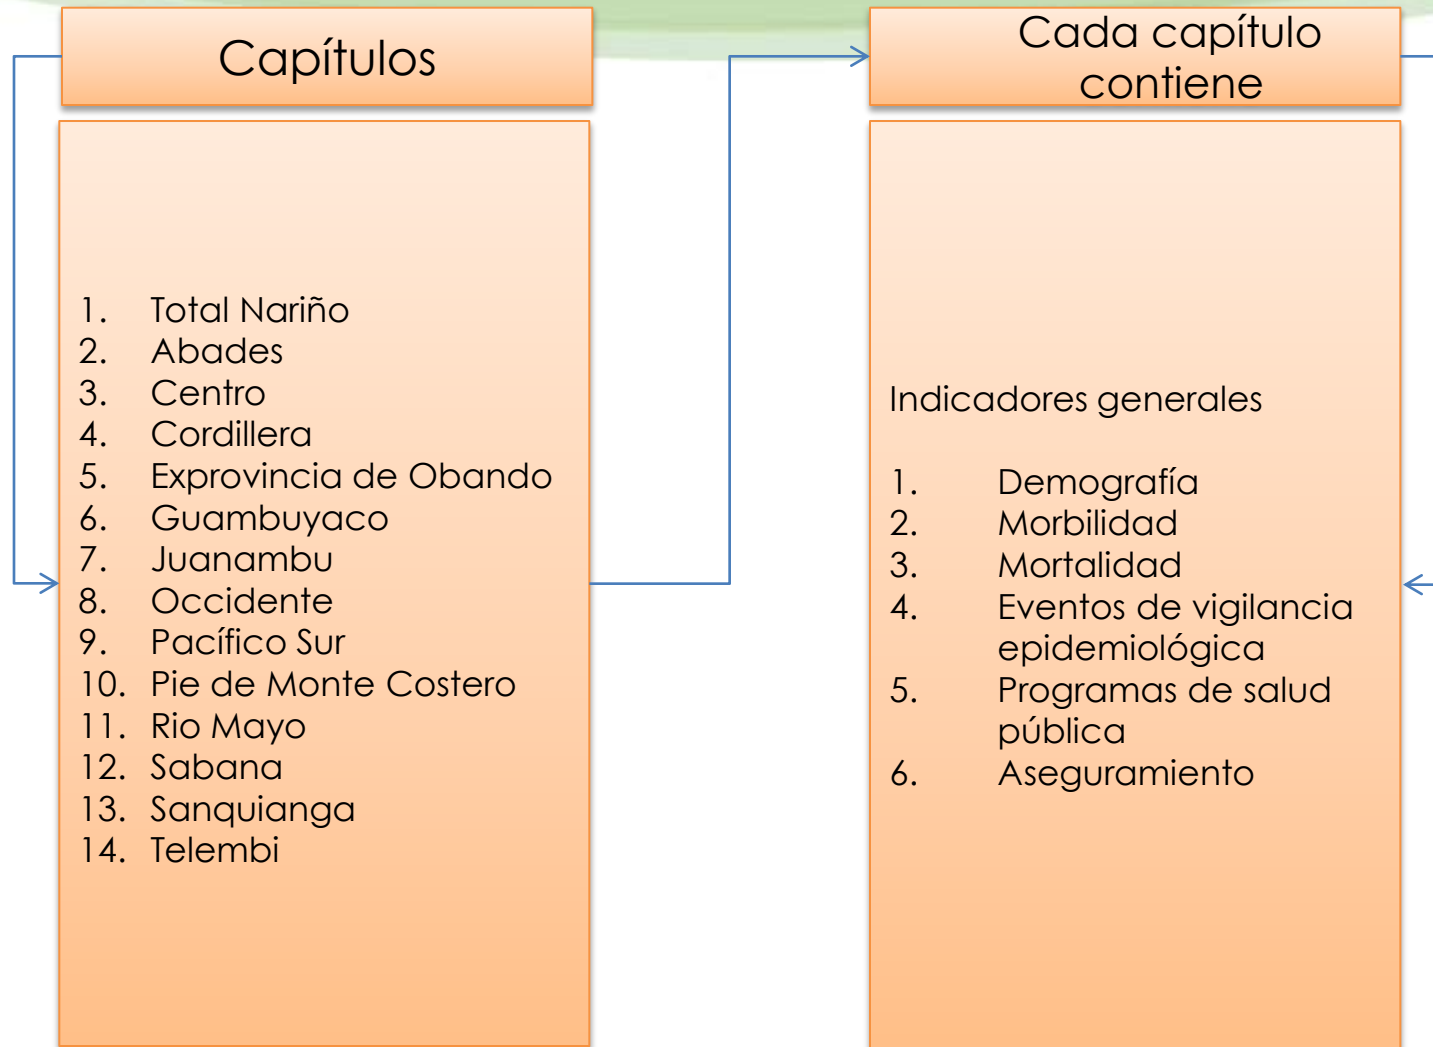 Capítulos
1. Total Nariño
2. Abades
3. Centro
4. Cordillera
5. Exprovincia de Obando
6. Guambuyaco
7. Juanambu
8. Occidente
9. Pacífico Sur
10. Pie de Monte Costero
11. Rio Mayo
12. Sabana
13. Sanquianga
14. Telembi
Cada capítulo
contiene
Indicadores generales
1. Demografía
2. Morbilidad
3. Mortalidad
4. Eventos de vigilancia
epidemiológica
5. Programas de salud
pública
6. Aseguramiento